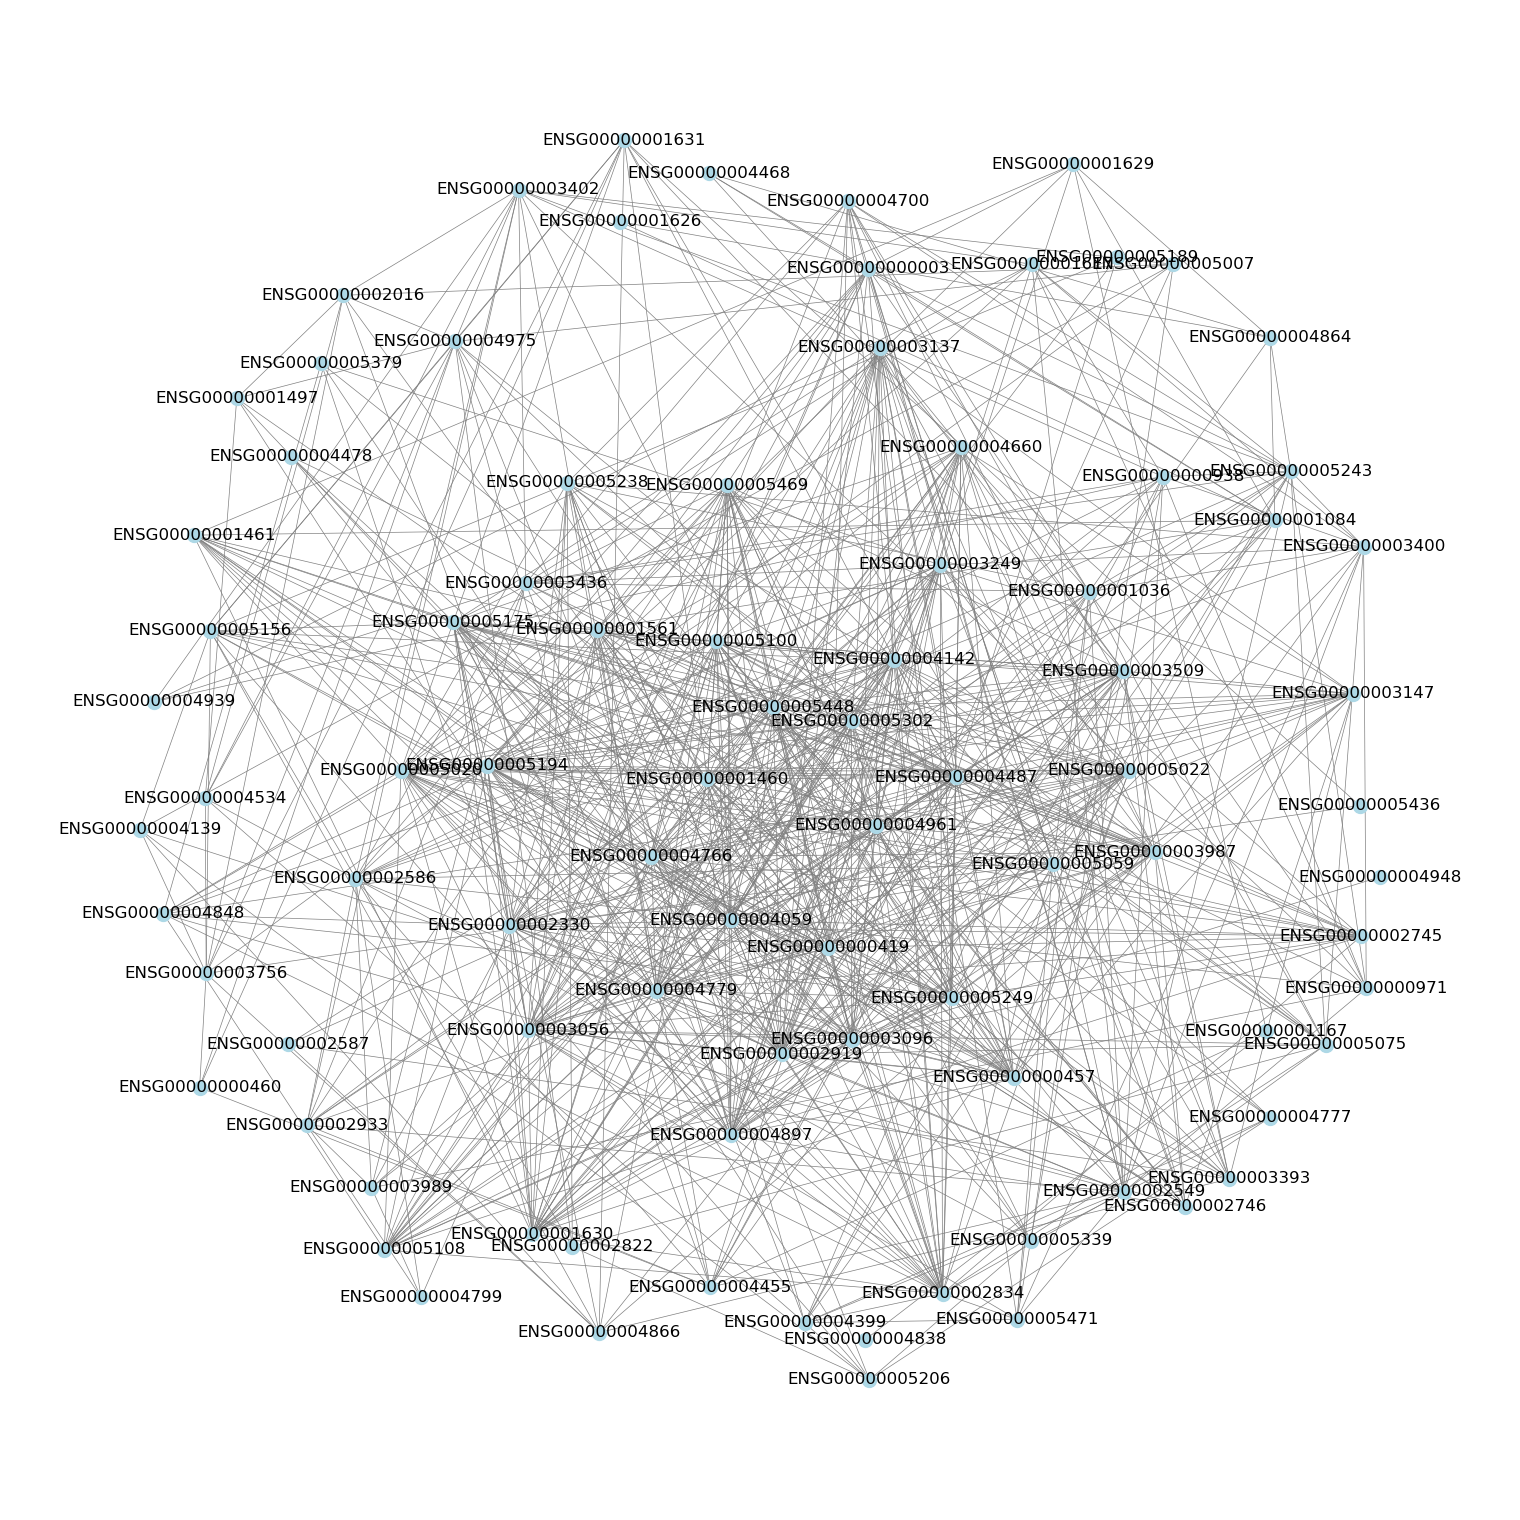 ENSG00000001631
ENSG00000004468
ENSG00000001629
ENSG00000003402
ENSG00000004700
ENSG00000001626
ENSG00000005189
ENSG00000005007
ENSG00000000003
ENSG00000002016
ENSG00000004975
ENSG00000003137
ENSG00000004864
ENSG00000005379
ENSG00000001497
ENSG00000004660
ENSG00000004478
ENSG00000005243
ENSG00000000938
ENSG00000005238
ENSG00000005469
ENSG00000001084
ENSG00000001461
ENSG00000003400
ENSG00000003249
ENSG00000003436
ENSG00000001036
ENSG00000005175
ENSG00000005156
ENSG00000001561
ENSG00000005100
ENSG00000004142
ENSG00000003509
ENSG00000003147
ENSG00000004939
ENSG00000005448
ENSG00000005302
ENSG00000005194
ENSG00000005020
ENSG00000005022
ENSG00000001460
ENSG00000004487
ENSG00000004534
ENSG00000005436
ENSG00000004139
ENSG00000004961
ENSG00000003987
ENSG00000004766
ENSG00000005059
ENSG00000002586
ENSG00000004948
ENSG00000004848
ENSG00000004059
ENSG00000002330
ENSG00000002745
ENSG00000000419
ENSG00000003756
ENSG00000000971
ENSG00000004779
ENSG00000005249
ENSG00000003056
ENSG00000001167
ENSG00000003096
ENSG00000002587
ENSG00000005075
ENSG00000002919
ENSG00000000457
ENSG00000000460
ENSG00000004777
ENSG00000002933
ENSG00000004897
ENSG00000003393
ENSG00000003989
ENSG00000002549
ENSG00000002746
ENSG00000001630
ENSG00000005339
ENSG00000002822
ENSG00000005108
ENSG00000004455
ENSG00000002834
ENSG00000004799
ENSG00000005471
ENSG00000004399
ENSG00000004866
ENSG00000004838
ENSG00000005206